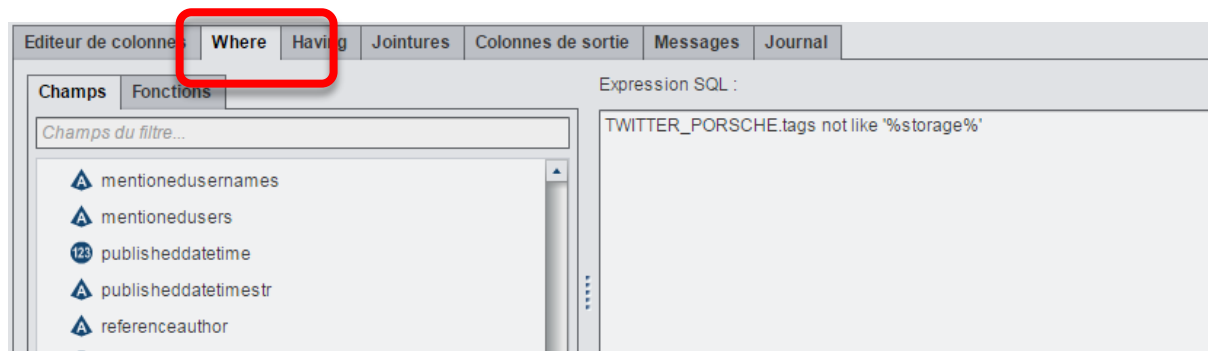 Editeur de colonnes Where Having Jointures Colonnes de sortie Messages Journal
Champs Fonctions
Expression SQL :
Champs du filtre...
TWITTER_PORSCHE.tags not like '%storage%'
mentionedusernames
mentionedusers
123 publisheddatetime
publisheddatetimestr
referenceauthor